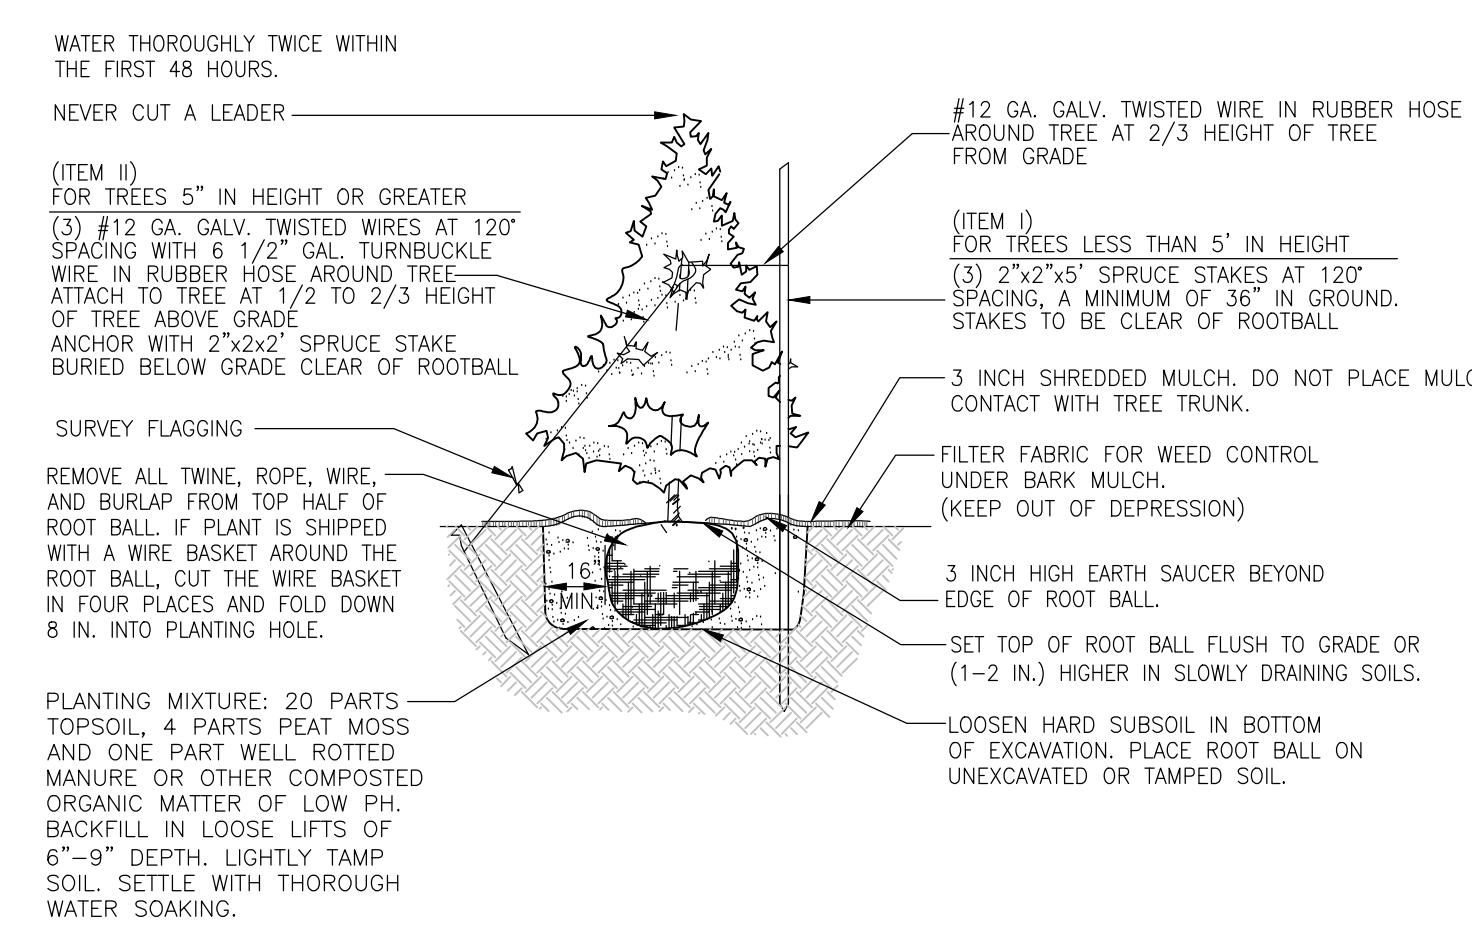 WATER THOROUGHLY TWICE WITHIN
THE FIRST 48 HOURS.
NEVER CUT A LEADER
(ITEM II)
FOR TREES 5" IN HEIGHT OR GREATER
(3) #12 GA. GALV. TWISTED WIRES AT 120°
SPACING WITH 6 1/2" GAL. TURNBUCKLE
WIRE IN RUBBER HOSE AROUND TREE
ATTACH TO TREE AT 1/2 TO 2/3 HEIGHT
OF TREE ABOVE GRADE
ANCHOR WITH 2"x2x2' SPRUCE STAKE
BURIED BELOW GRADE CLEAR OF ROOTBALL
SURVEY FLAGGING
REMOVE ALL TWINE, ROPE, WIRE,
AND BURLAP FROM TOP HALF OF
ROOT BALL. IF PLANT IS SHIPPED
WITH A WIRE BASKET AROUND THE
ROOT BALL, CUT THE WIRE BASKET
IN FOUR PLACES AND FOLD DOWN
8 IN. INTO PLANTING HOLE.
PLANTING MIXTURE: 20 PARTS
TOPSOIL, 4 PARTS PEAT MOSS
AND ONE PART WELL ROTTED
MANURE OR OTHER COMPOSTED
ORGANIC MATTER OF LOW PH.
BACKFILL IN LOOSE LIFTS OF
6"-9" DEPTH. LIGHTLY TAMP
SOIL. SETTLE WITH THOROUGH
WATER SOAKING.
16"
MIN.
#12 GA. GALV. TWISTED WIRE IN RUBBER HOSE
AROUND TREE AT 2/3 HEIGHT OF TREE
FROM GRADE
(ITEM I)
FOR TREES LESS THAN 5' IN HEIGHT
(3) 2"x2"x5' SPRUCE STAKES AT 120°
SPACING, A MINIMUM OF 36" IN GROUND.
STAKES TO BE CLEAR OF ROOTBALL
3 INCH SHREDDED MULCH. DO NOT PLACE
CONTACT WITH TREE TRUNK.
FILTER FABRIC FOR WEED CONTROL
UNDER BARK MULCH.
(KEEP OUT OF DEPRESSION)
3 INCH HIGH EARTH SAUCER BEYOND
EDGE OF ROOT BALL.
SET TOP OF ROOT BALL FLUSH TO GRADE OR
(1-2 IN.) HIGHER IN SLOWLY DRAINING SOILS.
LOOSEN HARD SUBSOIL IN BOTTOM
OF EXCAVATION. PLACE ROOT BALL ON
UNEXCAVATED OR TAMPED SOIL.